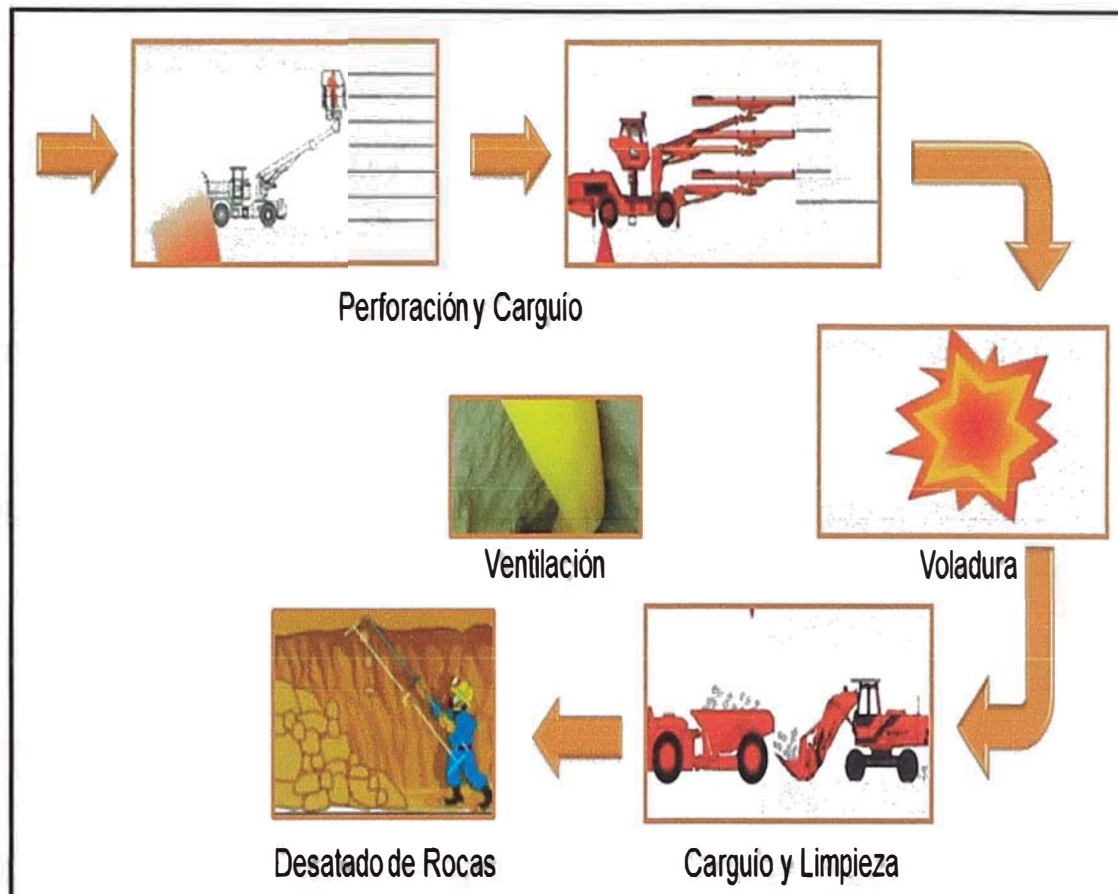 Perforación y Carguío
Ventilación
Voladura
Desatado de Rocas
Carguío y Limpieza